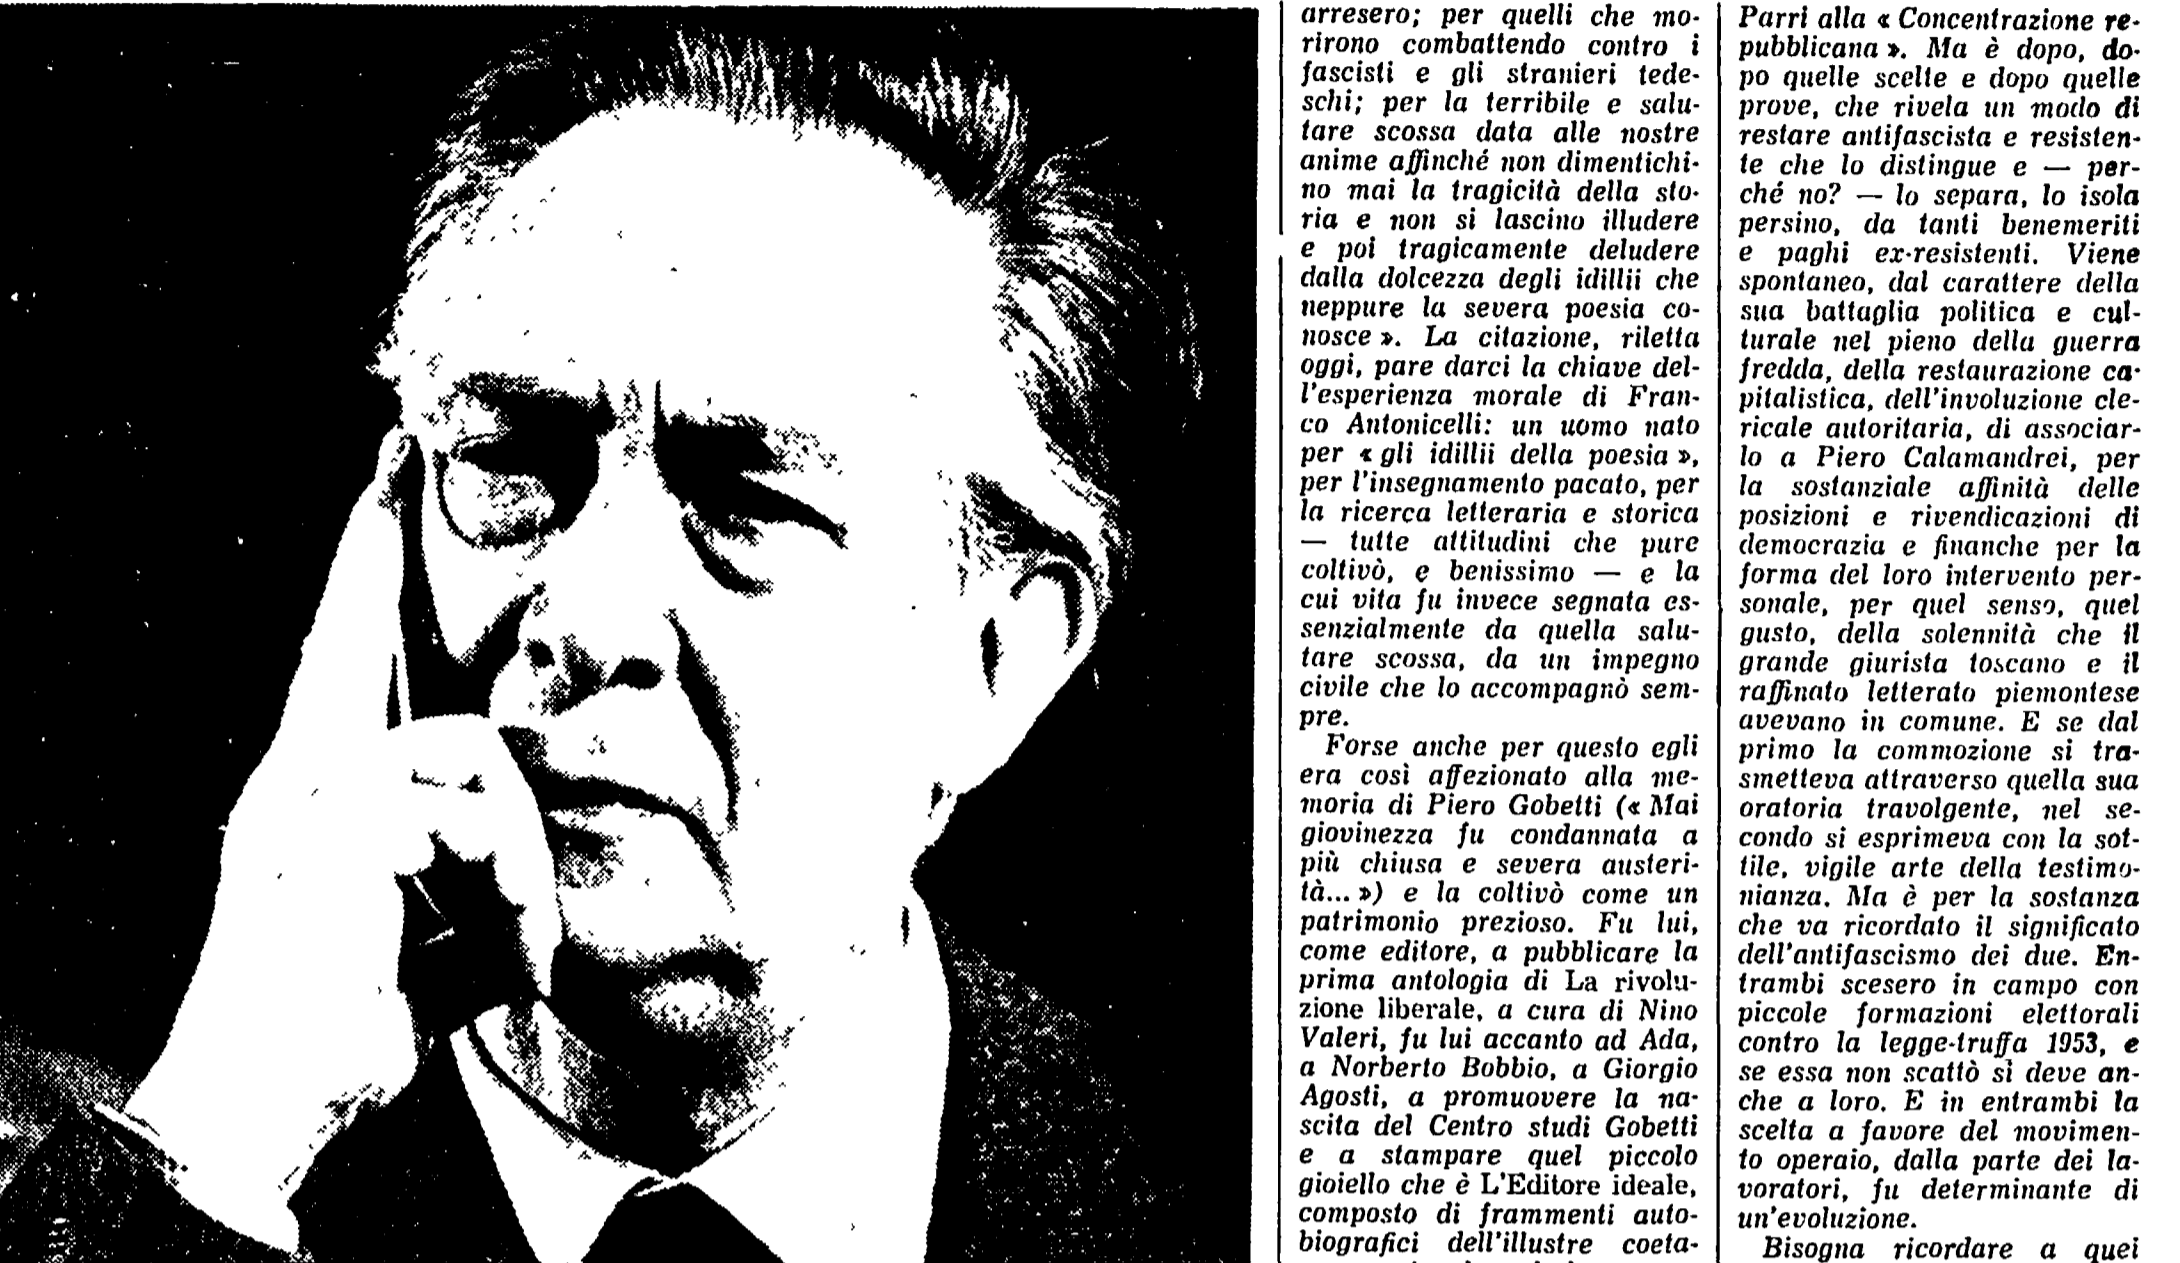 arresero; per quelli che mo-
rirono combattendo contro i
fascisti e gli stranieri tede-
schi; per la terribile e salu-
tare scossa data alle nostre
anime affinché non dimentichi-
no mai la tragicità della sto-
ria e non si lascino illudere
e poi tragicamente deludere
dalla dolcezza degli idillii che
neppure la severa poesia co-
nosce ». La citazione, riletta
oggi, pare darci la chiave del-
l'esperienza morale di Fran-
co Antonicelli: un uomo nato
per « gli idillii della poesia »,
per l'insegnamento pacato, per
la ricerca letteraria e storica
— tutte attitudini che pure
coltivò, e benissimo — e la
cui vita fu invece segnata es-
senzialmente da quella salu-
tare scossa, da un impegno
civile che lo accompagnò sem-
pre.
Forse anche per questo egli
era così affezionato alla me-
moria di Piero Gobetti (« Mai
giovinezza fu condannata a
più chiusa e severa austeri-
tà... ») e la coltivò come un
patrimonio prezioso. Fu lui,
come editore, a pubblicare la
prima antologia di La rivolu-
zione liberale, a cura di Nino
Valeri, fu lui accanto ad Ada,
a Norberto Bobbio, a Giorgio
Agosti, a promuovere la na-
scita del Centro studi Gobetti
e a stampare quel piccolo
gioiello che è L'Editore ideale,
composto di frammenti auto-
biografici dell'illustre coeta-
Parri alla « Concentrazione re-
pubblicana ». Ma è dopo, do-
po quelle scelte e dopo quelle
prove, che rivela un modo di
restare antifascista e resisten-
te che lo distingue e — per-
ché no? — lo separa, lo isola
persino, da tanti benemeriti
e paghi ex-resistenti. Viene
spontaneo, dal carattere della
sua battaglia politica e cul-
turale nel pieno della guerra
fredda, della restaurazione ca-
pitalistica, dell'involuzione cle-
ricale autoritaria, di associar-
lo a Piero Calamandrei, per
la sostanziale affinità delle
posizioni e rivendicazioni di
democrazia e finanche per la
forma del loro intervento per-
sonale, per quel senso, quel
gusto, della solennità che il
grande giurista toscano e il
raffinato letterato piemontese
avevano in comune. E se dal
primo la commozione si tra-
smetteva attraverso quella sua
oratoria travolgente, nel se-
condo si esprimeva con la sot-
tile, vigile arte della testimo-
nianza. Ma è per la sostanza
che va ricordato il significato
dell'antifascismo dei due. En-
trambi scesero in campo con
piccole formazioni elettorali
contro la legge-truffa 1953, e
se essa non scattò sì deve an-
che a loro. E in entrambi la
scelta a favore del movimen-
to operaio, dalla parte dei la-
voratori, fu determinante di
un'evoluzione.
Bisogna ricordare a quei